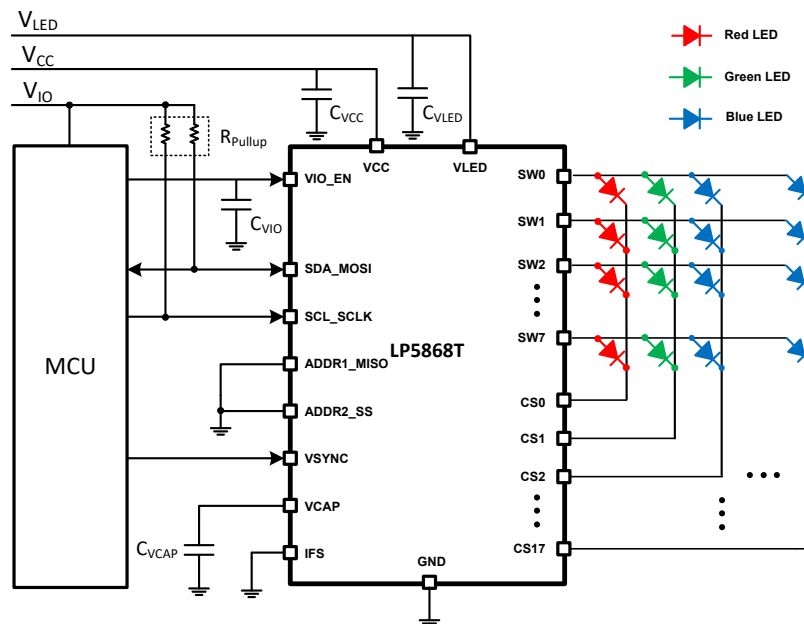 VLED
VCC
VIO
Red LED
Green LED
Blue LED
RPullup
CVCC
CVLED
VCC
VLED
VIO_EN
CVIO
SDA_MOSI
SCL_SCLK
MCU
LP5868T
ADDR1_MISO
ADDR2_SS
VSYNC
VCAP
CVCAP
IFS
GND
SW0
SW1
SW2
SW7
CS0
CS1
CS2
CS17